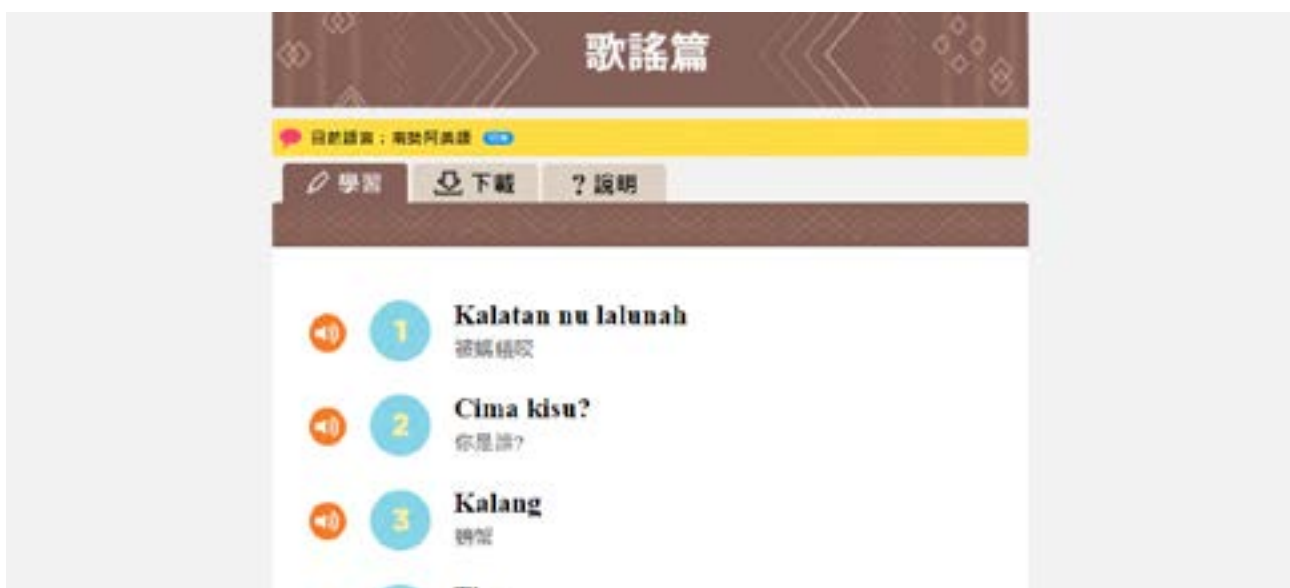 歌謠篇
目前語言：南勢阿美語
學習
下載
? 說明
1
Kalatan nu lalunah
被螞蟻咬
2
Cima kisu?
你是誰?
3
Kalang
螃蟹